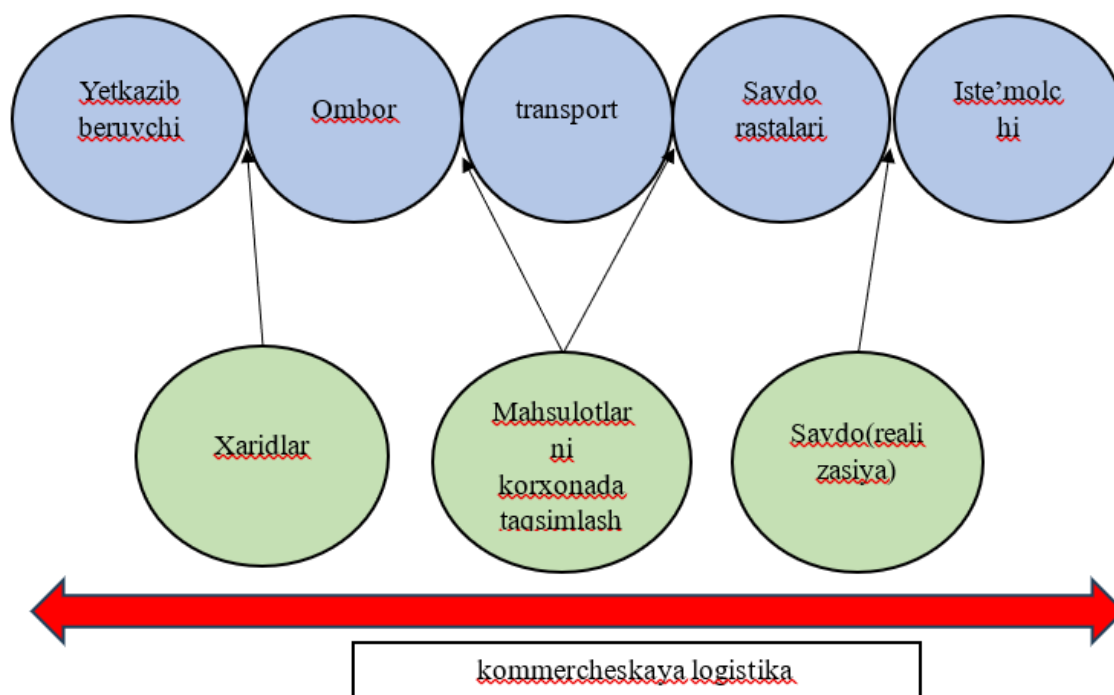 Yetkazib
beruvchi
Ombor
transport
Savdo
rastalari
Iste’molc
hi
Xaridlar
Mahsulotlar
ni
korxonada
taqsimlash
Savdo(reali
zasiya)
kommercheskaya logistika